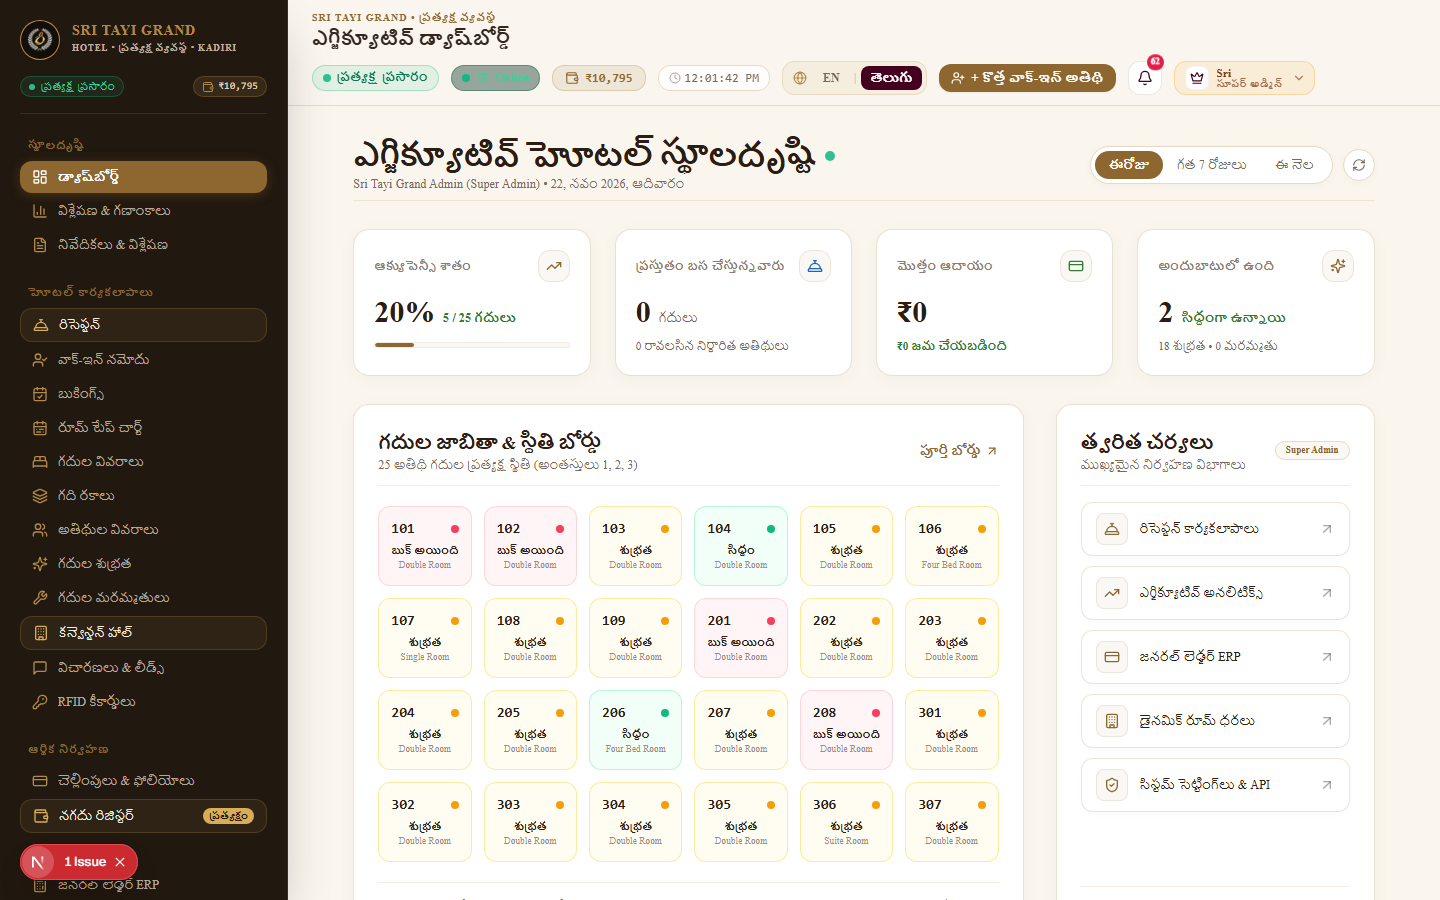 SRI TAYI GRAND
HOTEL • ప్రత్యక్ష వ్యవస్థ • KADIRI
ప్రత్యక్ష ప్రసారం
₹10,795
స్థూలదృష్టి
డ్యాష్‌బోర్డ్
విశ్లేషణ & గణాంకాలు
నివేదికలు & విశ్లేషణ
హెూటల్ కార్యకలాపాలు
రిసెప్షన్
వాక్-ఇన్ నమోదు
బుకింగ్స్
రూమ్ టేప్ చార్ట్
గదుల వివరాలు
గది రకాలు
అతిథుల వివరాలు
గదుల శుభ్రత
గదుల మరమ్మతులు
కన్వెన్షన్ హాల్
విచారణలు & లీడ్స్
RFID కీకార్డులు
ఆర్థిక నిర్వహణ
చెల్లింపులు & ఫోలియోలు
నగదు రిజిస్టర్
ప్రత్యక్షం
1 Issue
జనరల్ లెడ్జర్ ERP
SRI TAYI GRAND • ప్రత్యక్ష వ్యవస్థ
ఎగ్జిక్యూటివ్ డ్యాష్‌బోర్డ్
ప్రత్యక్ష ప్రసారం
₹10,795
12:01:42 PM
EN
తెలుగు
+ కొత్త వాక్-ఇన్ అతిథి
62
Sri
సూపర్ అడ్మిన్
ఎగ్జిక్యూటివ్ హోటల్ స్థూలదృష్టి
Sri Tayi Grand Admin (Super Admin) • 22, నవం 2026, ఆదివారం
ఈరోజు
గత 7 రోజులు
ఈ నెల
ఆక్యుపెన్సీ శాతం
20% 5 / 25 గదులు
ప్రస్తుతం బస చేస్తున్నవారు
0 గదులు
0 రావలసిన నిర్ధారిత అతిథులు
మొత్తం ఆదాయం
₹0
₹0 జమ చేయబడింది
అందుబాటులో ఉంది
2 సిద్ధంగా ఉన్నాయి
18 శుభ్రత • 0 మరమ్మతు
గదుల జాబితా & స్థితి బోర్డు
25 అతిథి గదుల ప్రత్యక్ష స్థితి (అంతస్తులు 1, 2, 3)
పూర్తి బోర్డు
101
బుక్ అయింది
Double Room
102
బుక్ అయింది
Double Room
103
శుభ్రత
Double Room
104
సిద్ధం
Double Room
105
శుభ్రత
Double Room
106
శుభ్రత
Four Bed Room
107
శుభ్రత
Single Room
108
శుభ్రత
Double Room
109
శుభ్రత
Double Room
201
బుక్ అయింది
Double Room
202
శుభ్రత
Double Room
203
శుభ్రత
Double Room
204
శుభ్రత
Double Room
205
శుభ్రత
Double Room
206
సిద్ధం
Four Bed Room
207
శుభ్రత
Double Room
208
బుక్ అయింది
Double Room
301
శుభ్రత
Double Room
302
శుభ్రత
Double Room
303
శుభ్రత
Double Room
304
శుభ్రత
Double Room
305
శుభ్రత
Double Room
306
శుభ్రత
Suite Room
307
శుభ్రత
Double Room
త్వరిత చర్యలు
ముఖ్యమైన నిర్వహణ విభాగాలు
Super Admin
రిసెప్షన్ కార్యకలాపాలు
ఎగ్జిక్యూటివ్ అనలిటిక్స్
జనరల్ లెడ్జర్ ERP
డైనమిక్ రూమ్ ధరలు
సిస్టమ్ సెట్టింగ్‌లు & API